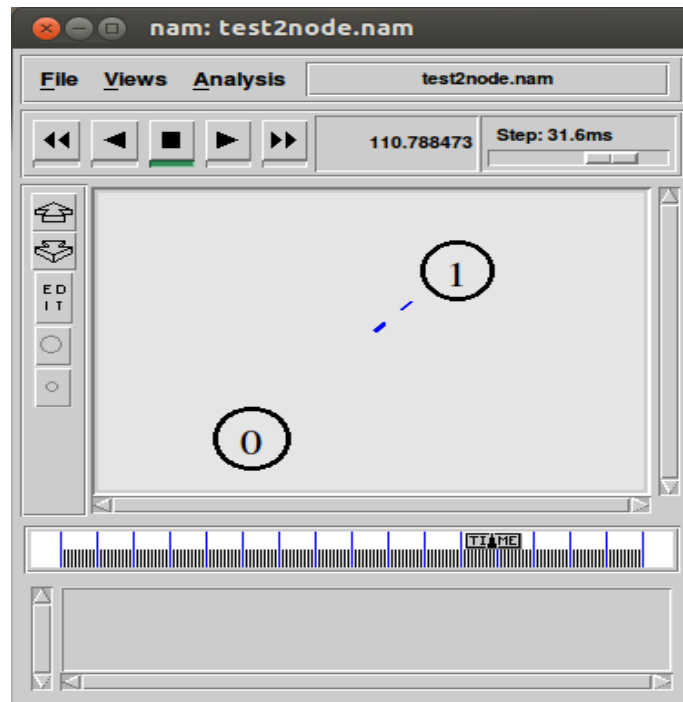 nam: test2node.nam
File Views Analysis test2node.nam
110.788473 Step: 31.6ms
E D
I T
1
0
TIME